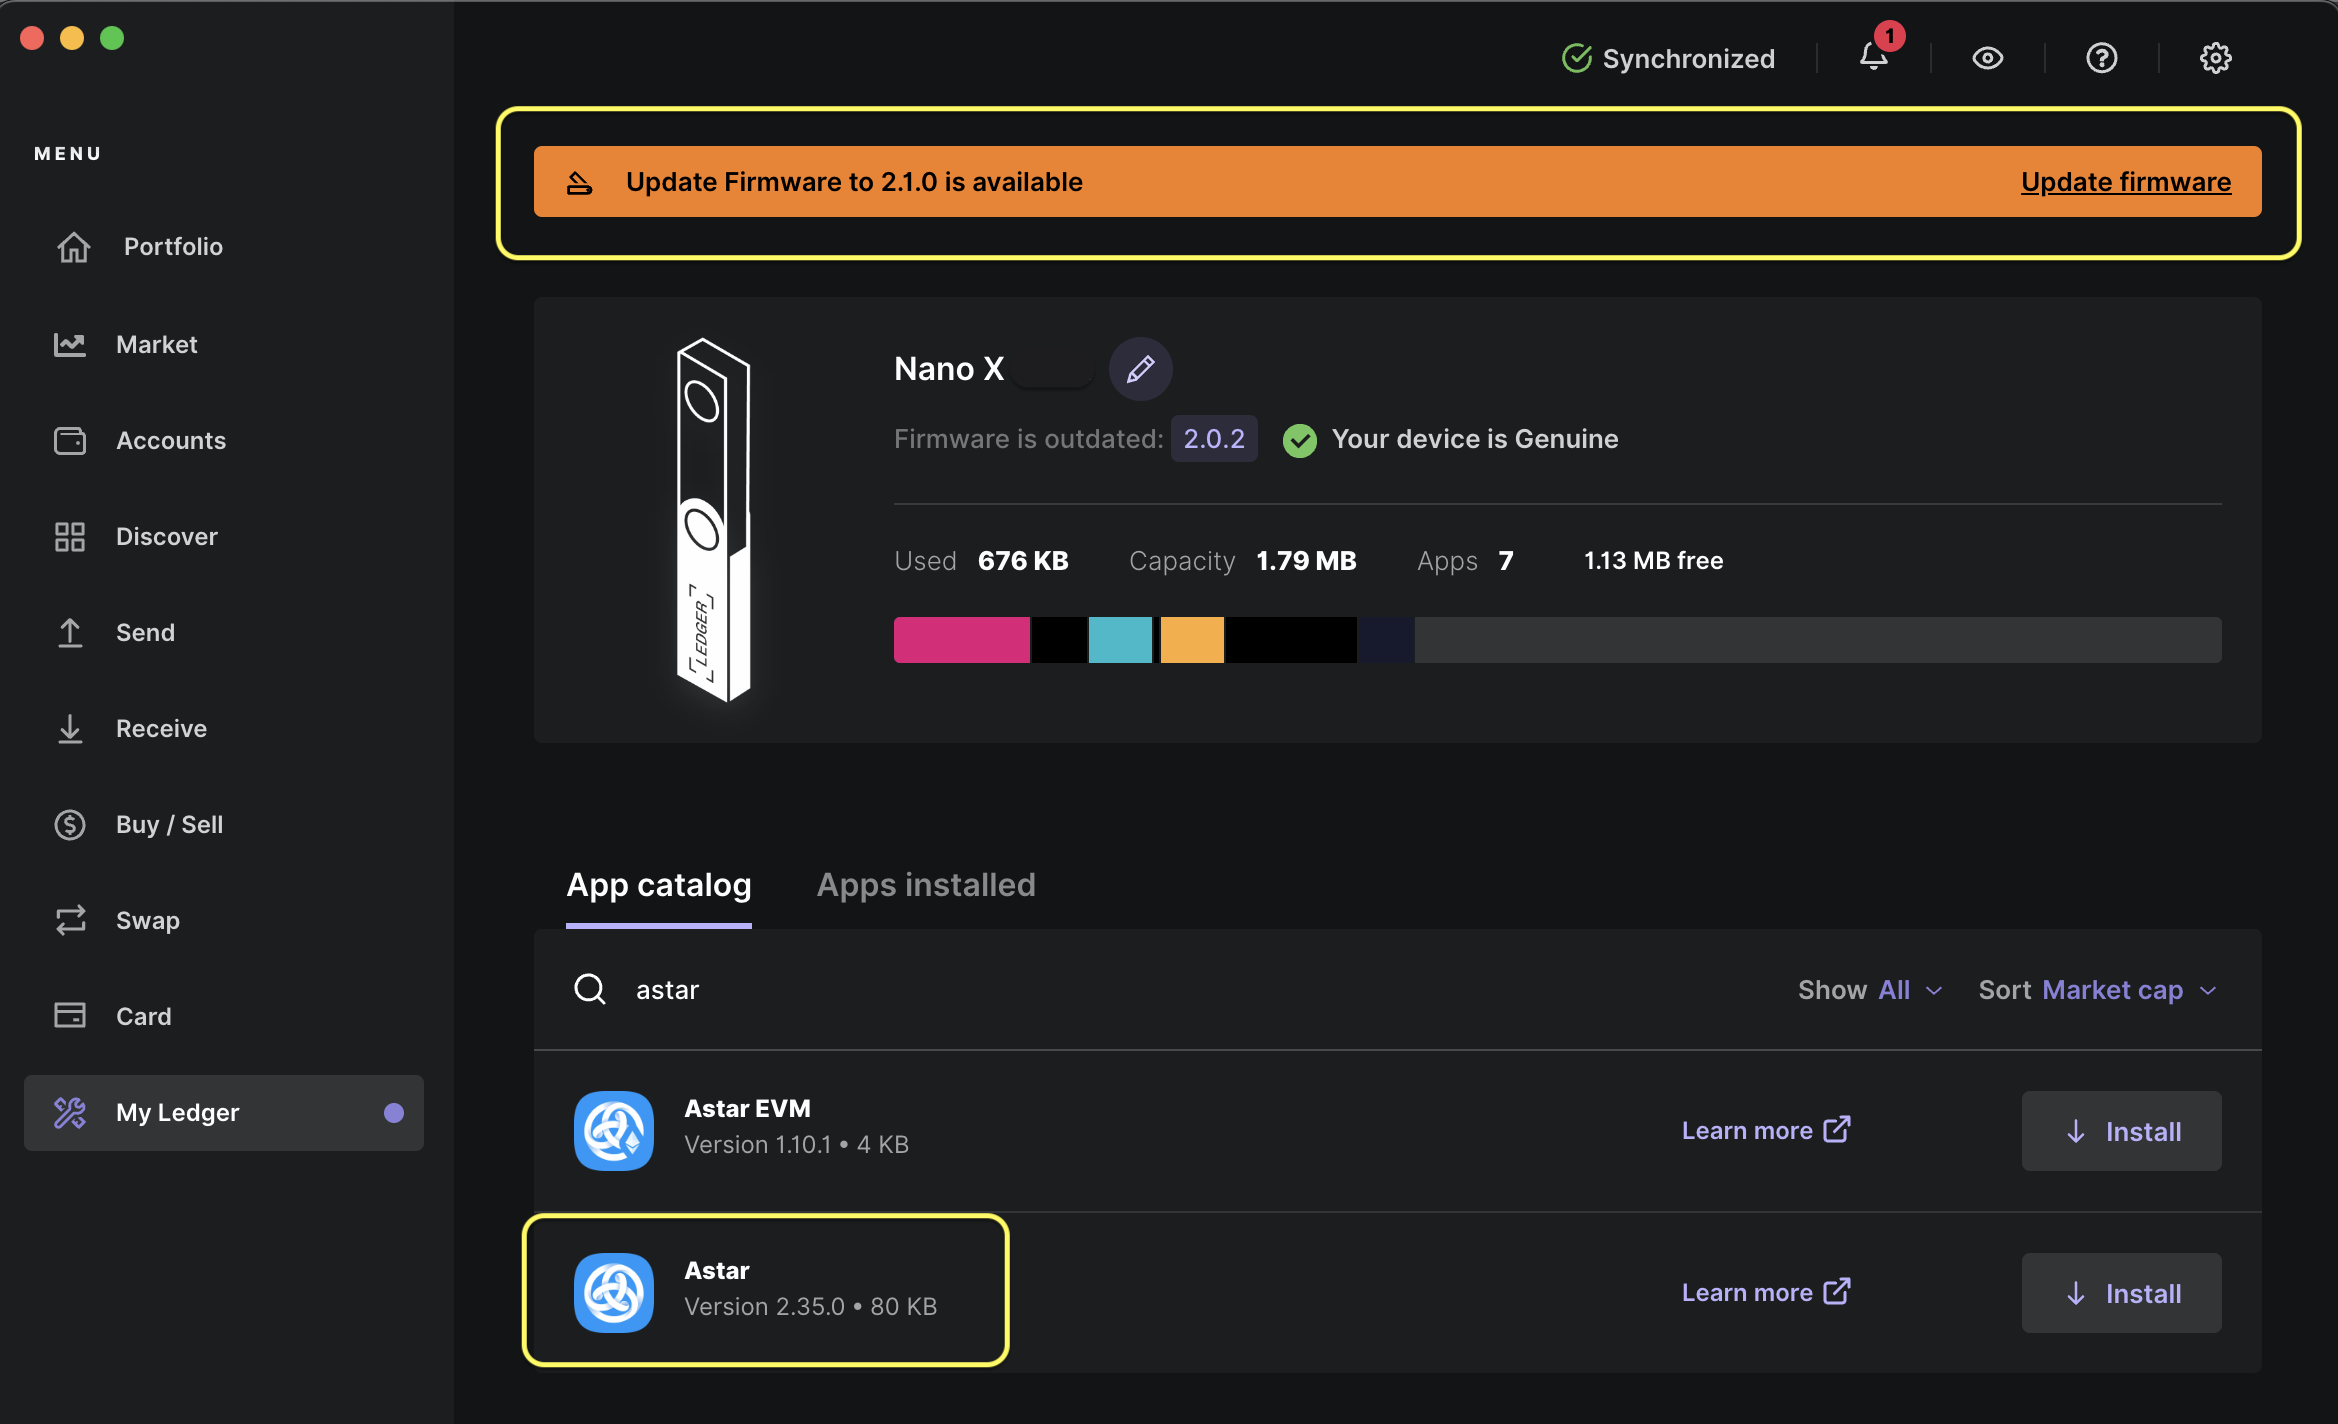 Synchronized
1
MENU
Portfolio
Market
Accounts
Discover
Send
Receive
Buy / Sell
Swap
Card
My Ledger
Update Firmware to 2.1.0 is available
Update firmware
Nano X
Firmware is outdated: 2.0.2 Your device is Genuine
Used 676 KB Capacity 1.79 MB Apps 7 1.13 MB free
LEDGER
App catalog Apps installed
astar
Show All Sort Market cap
Astar EVM
Version 1.10.1 • 4 KB
Learn more
Install
Astar
Version 2.35.0 • 80 KB
Learn more
Install